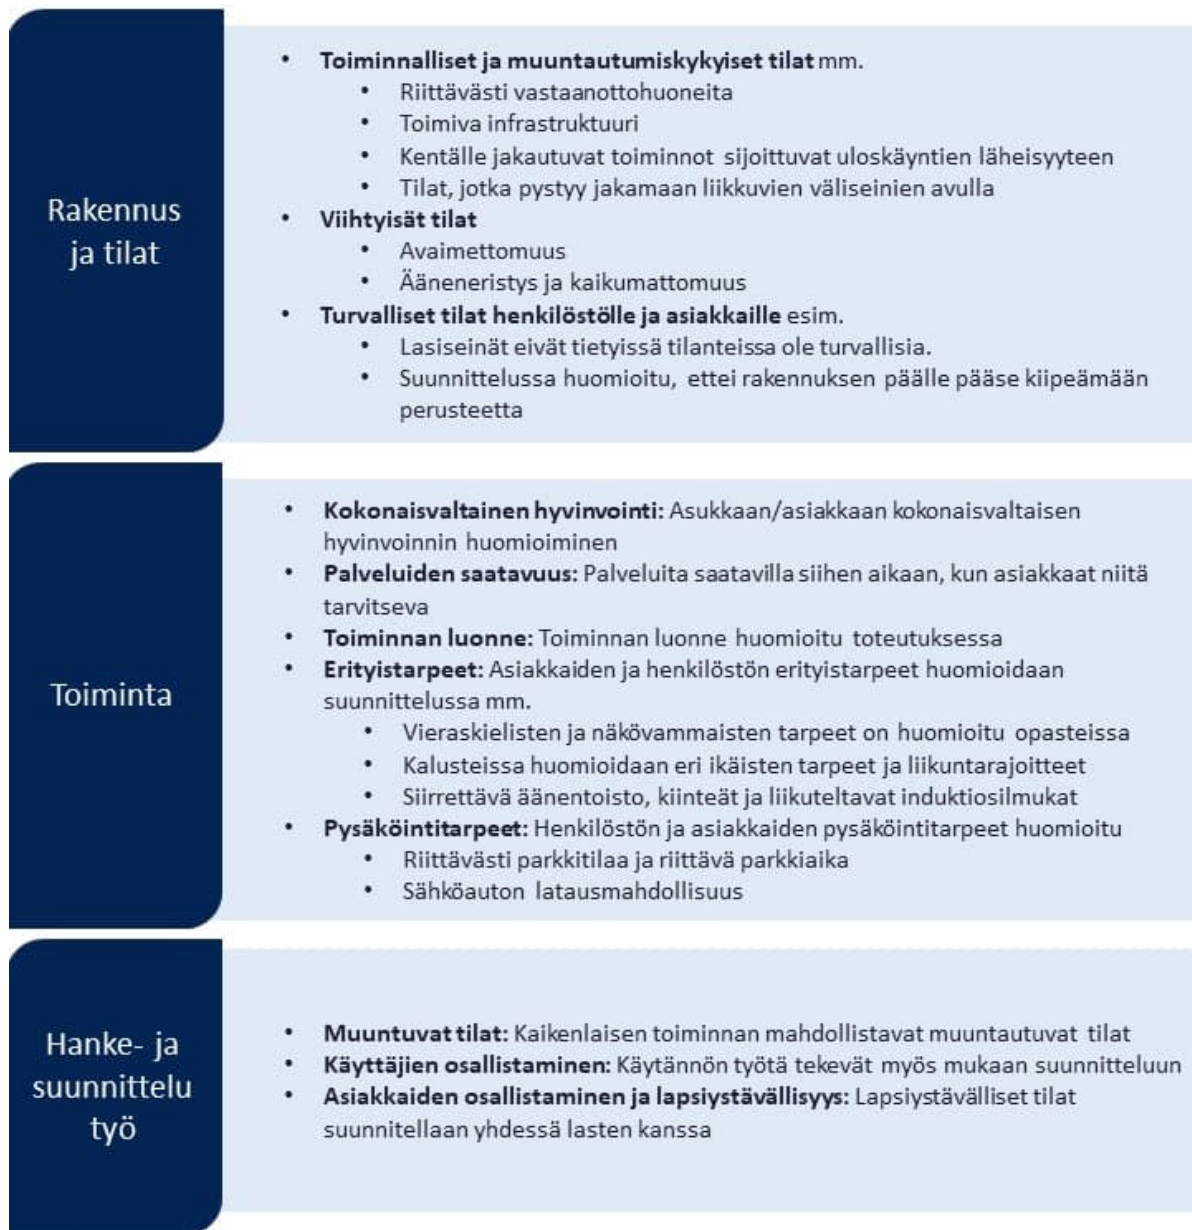 Rakennus
ja tilat
• Toiminnalliset ja muuntautumiskykyiset tilat mm.
• Riittävästi vastaanottohuoneita
• Toimiva infrastruktuuri
• Kentälle jakautuvat toiminnot sijoittuvat uloskäyntien läheisyyteen
• Tilat, jotka pystyy jakamaan liikkuvien väliseinien avulla
• Viihtyisät tilat
• Avaimettomuus
• Ääneneristys ja kaikumattomuus
• Turvalliset tilat henkilöstölle ja asiakkaille esim.
• Lasiseinät eivät tietyissä tilanteissa ole turvallisia.
• Suunnittelussa huomioitu, ettei rakennuksen päälle pääse kiipeämään
perusteetta
Toiminta
• Kokonaisvaltainen hyvinvointi: Asukkaan/asiakkaan kokonaisvaltaisen
hyvinvoinnin huomioiminen
• Palveluiden saatavuus: Palveluita saatavilla siihen aikaan, kun asiakkaat niitä
tarvitseva
• Toiminnan luonne: Toiminnan luonne huomioitu toteutuksessa
• Erityistarpeet: Asiakkaiden ja henkilöstön erityistarpeet huomioidaan
suunnittelussa mm.
• Vieraskielisten ja näkövammaisten tarpeet on huomioitu opasteissa
• Kalusteissa huomioidaan eri ikäisten tarpeet ja liikuntarajoitteet
• Siirrettävä äänentoisto, kiinteät ja liikuteltavat induktiosilmukat
• Pysäköintitarpeet: Henkilöstön ja asiakkaiden pysäköintitarpeet huomioitu
• Riittävästi parkkitilaa ja riittävä parkkiaika
• Sähköauton latausmahdollisuus
Hanke- ja
suunnittelu
työ
• Muuntuvat tilat: Kaikenlaisen toiminnan mahdollistavat muuntautuvat tilat
• Käyttäjien osallistaminen: Käytännön työtä tekevät myös mukaan suunnitteluun
• Asiakkaiden osallistaminen ja lapsiystävällisyys: Lapsiystävälliset tilat
suunnitellaan yhdessä lasten kanssa